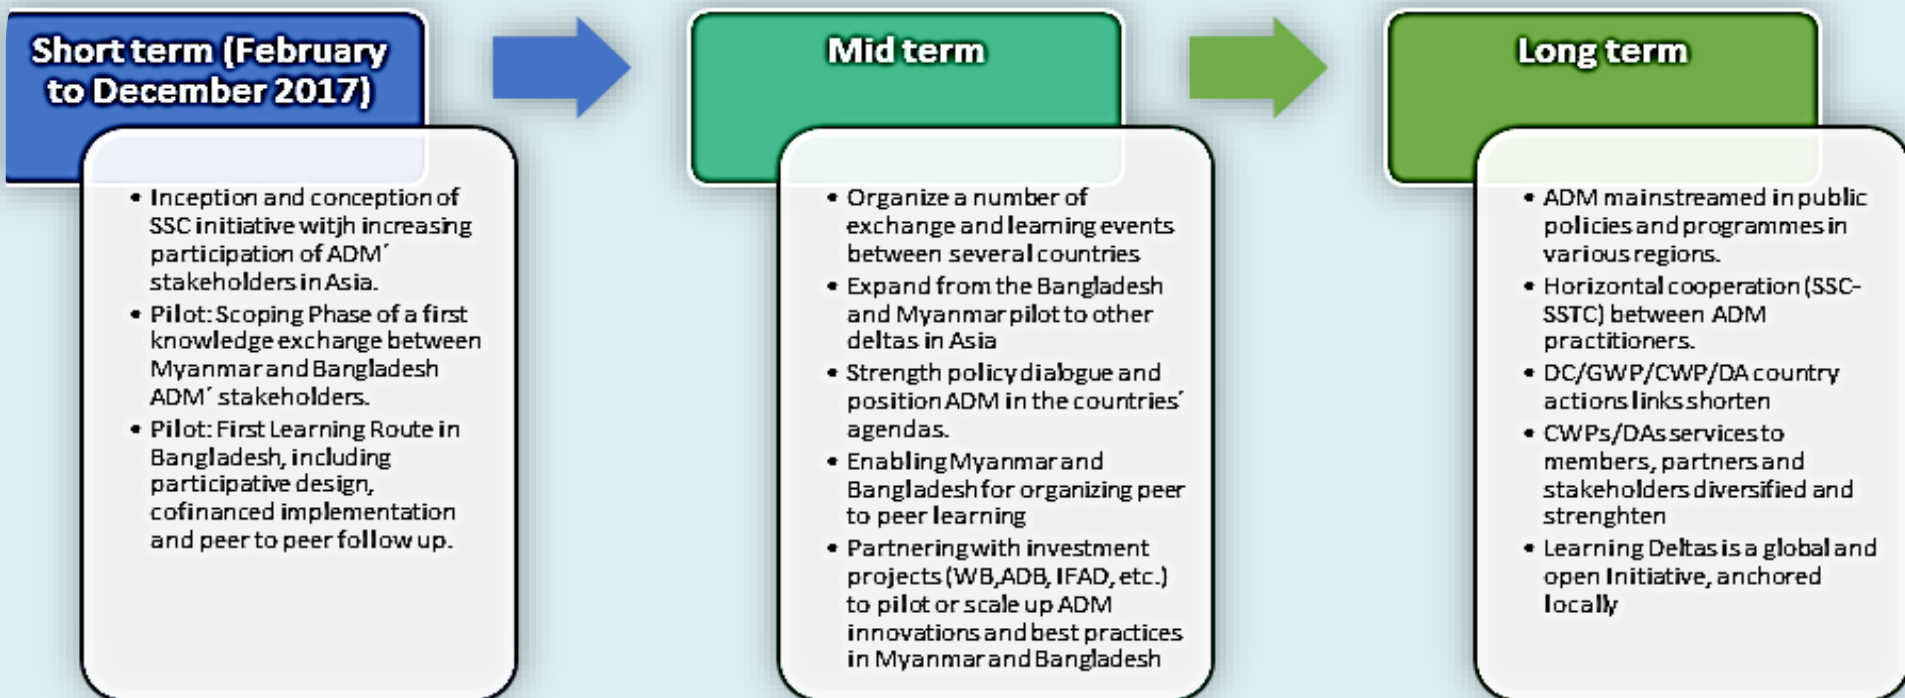 Short term (February
to December 2017)
• Inception and conception of
SSC initiative witjh increasing
participation of ADM´
stakeholders in Asia.
• Pilot: Scoping Phase of a first
knowledge exchange between
Myanmar and Bangladesh
ADM´ stakeholders.
• Pilot: First Learning Route in
Bangladesh, including
participative design,
cofinanced implementation
and peer to peer follow up.
Mid term
• Organize a number of
exchange and learning events
between several countries
• Expand from the Bangladesh
and Myanmar pilot to other
deltas in Asia
• Strength policy dialogue and
position ADM in the countries´
agendas.
• Enabling Myanmar and
Bangladesh for organizing peer
to peer learning
• Partnering with investment
projects (WB,ADB, IFAD, etc.)
to pilot or scale up ADM
innovations and best practices
in Myanmar and Bangladesh
Long term
• ADM mainstreamed in public
policies and programmes in
various regions.
• Horizontal cooperation (SSC-
SSTC) between ADM
practitioners.
• DC/GWP/CWP/DA country
actions links shorten
• CWPs/DAs services to
members, partners and
stakeholders diversified and
strenghten
• Learning Deltas is a global and
open Initiative, anchored
locally